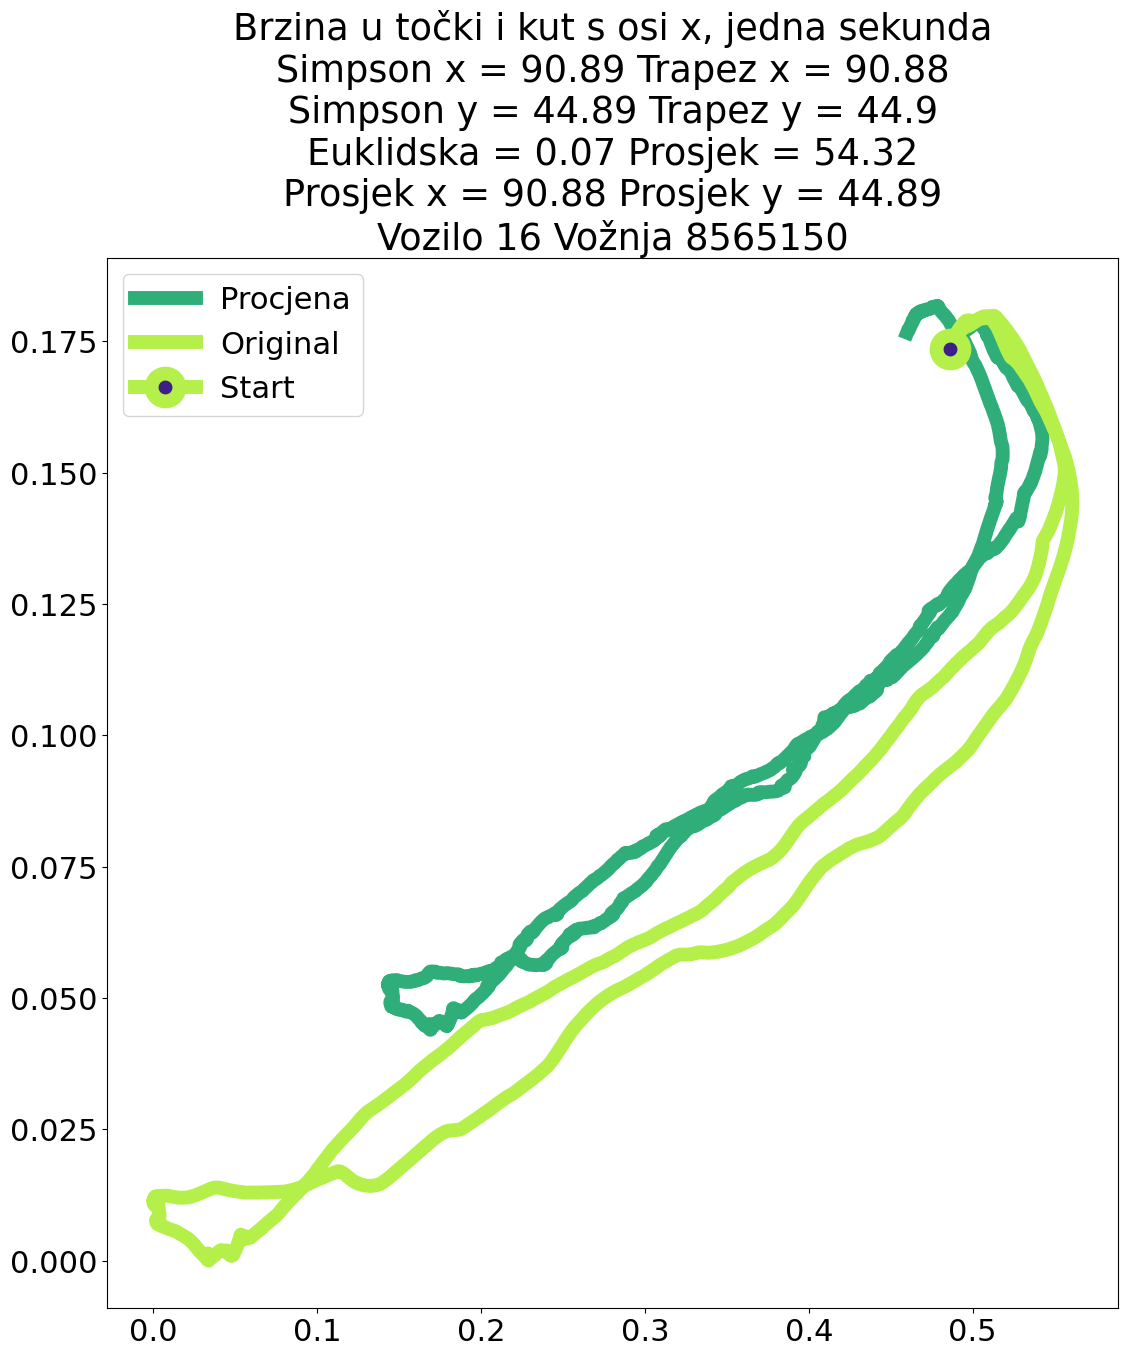 Brzina u točki i kut s osi x, jedna sekunda
Simpson x = 90.89 Trapez x = 90.88
Simpson y = 44.89 Trapez y = 44.9
Euklidska = 0.07 Prosjek = 54.32
Prosjek x = 90.88 Prosjek y = 44.89
Vozilo 16 Vožnja 8565150
Procjena
Original
Start
0.175
0.150
0.125
0.100
0.075
0.050
0.025
0.000
0.0 0.1 0.2 0.3 0.4 0.5